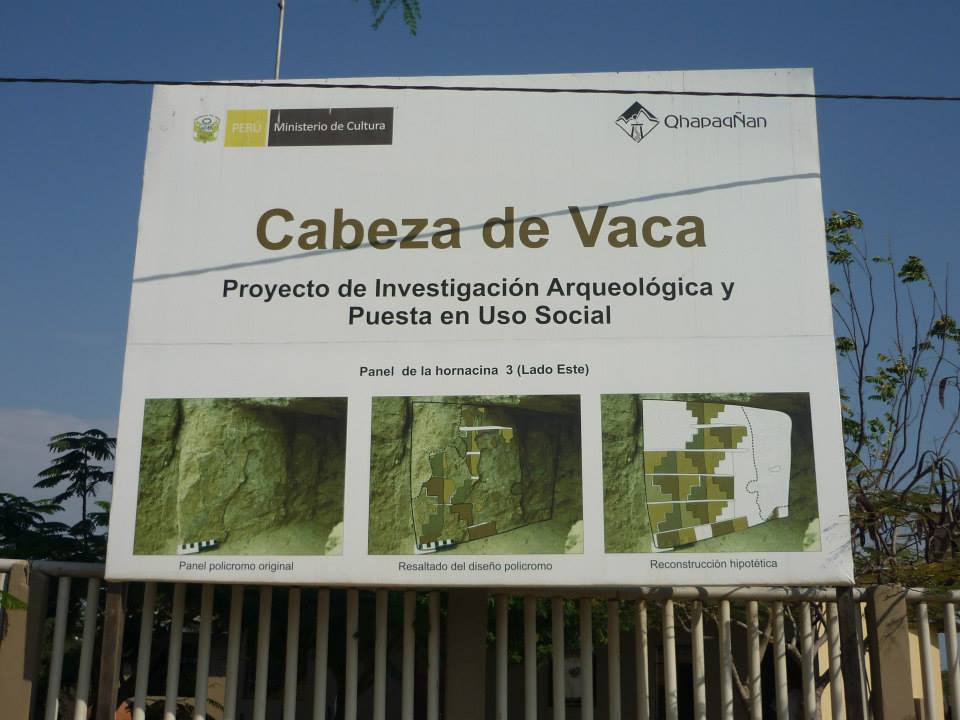 PERÚ Ministerio de Cultura
QhapaqÑan
Cabeza de Vaca
Proyecto de Investigación Arqueológica y
Puesta en Uso Social
Panel de la hornacina 3 (Lado Este)
Panel policromo original
Resaltado del diseño policromo
Reconstrucción hipotética